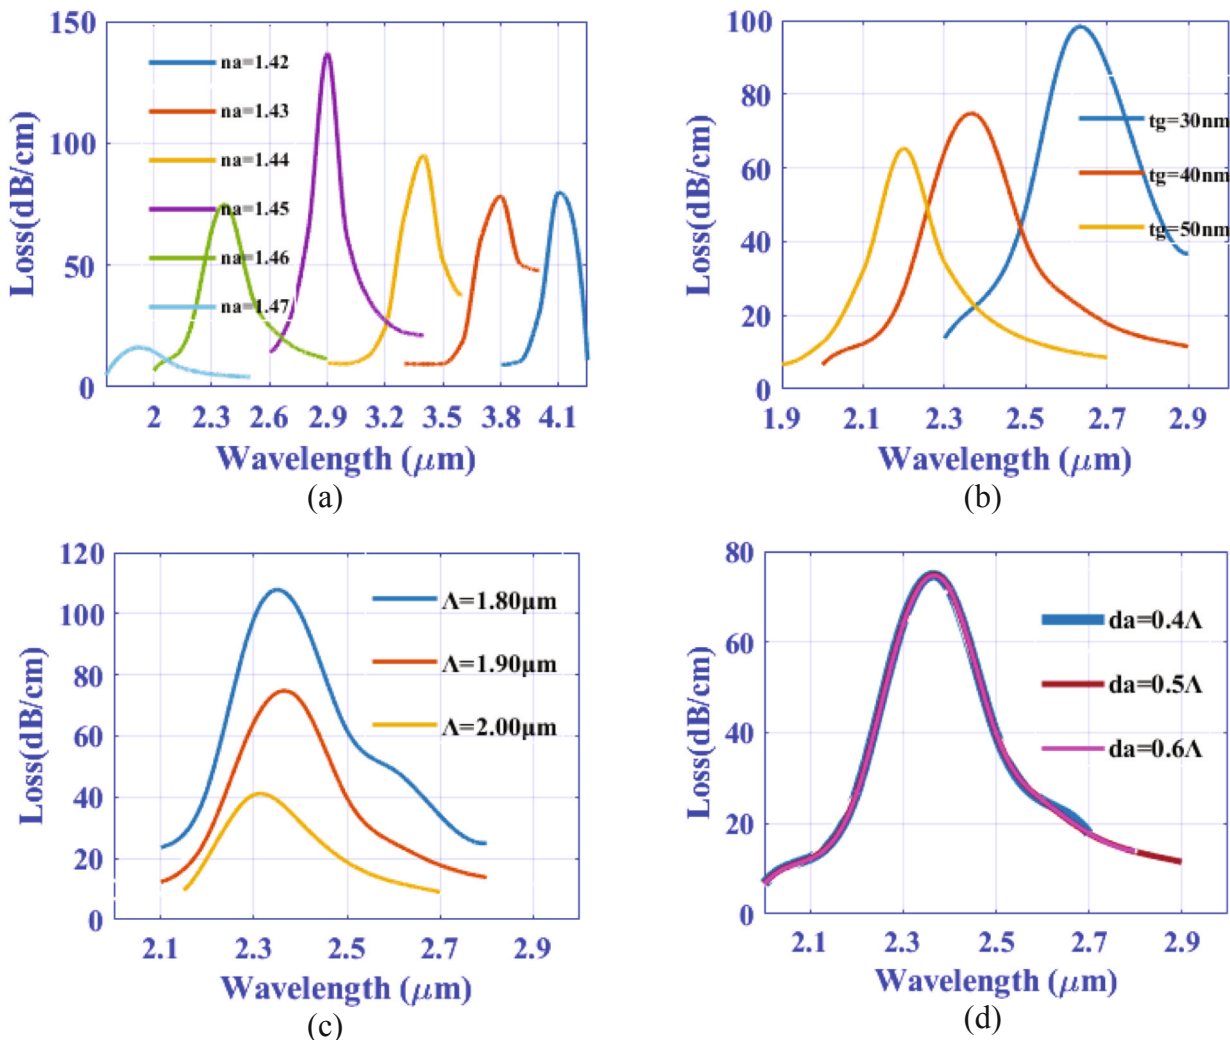 150
100
50
0
Loss(dB/cm)
na=1.42
na=1.43
na=1.44
na=1.45
na=1.46
na=1.47
2 2.3 2.6 2.9 3.2 3.5 3.8 4.1
Wavelength (μm)
(a)
100
80
60
40
20
0
Loss(dB/cm)
tg=30nm
tg=40nm
tg=50nm
1.9 2.1 2.3 2.5 2.7 2.9
Wavelength (μm)
(b)
120
100
80
60
40
20
0
Loss(dB/cm)
Λ=1.80μm
Λ=1.90μm
Λ=2.00μm
2.1 2.3 2.5 2.7 2.9
Wavelength (μm)
(c)
80
60
40
20
0
Loss(dB/cm)
da=0.4Λ
da=0.5Λ
da=0.6Λ
2.1 2.3 2.5 2.7 2.9
Wavelength (μm)
(d)